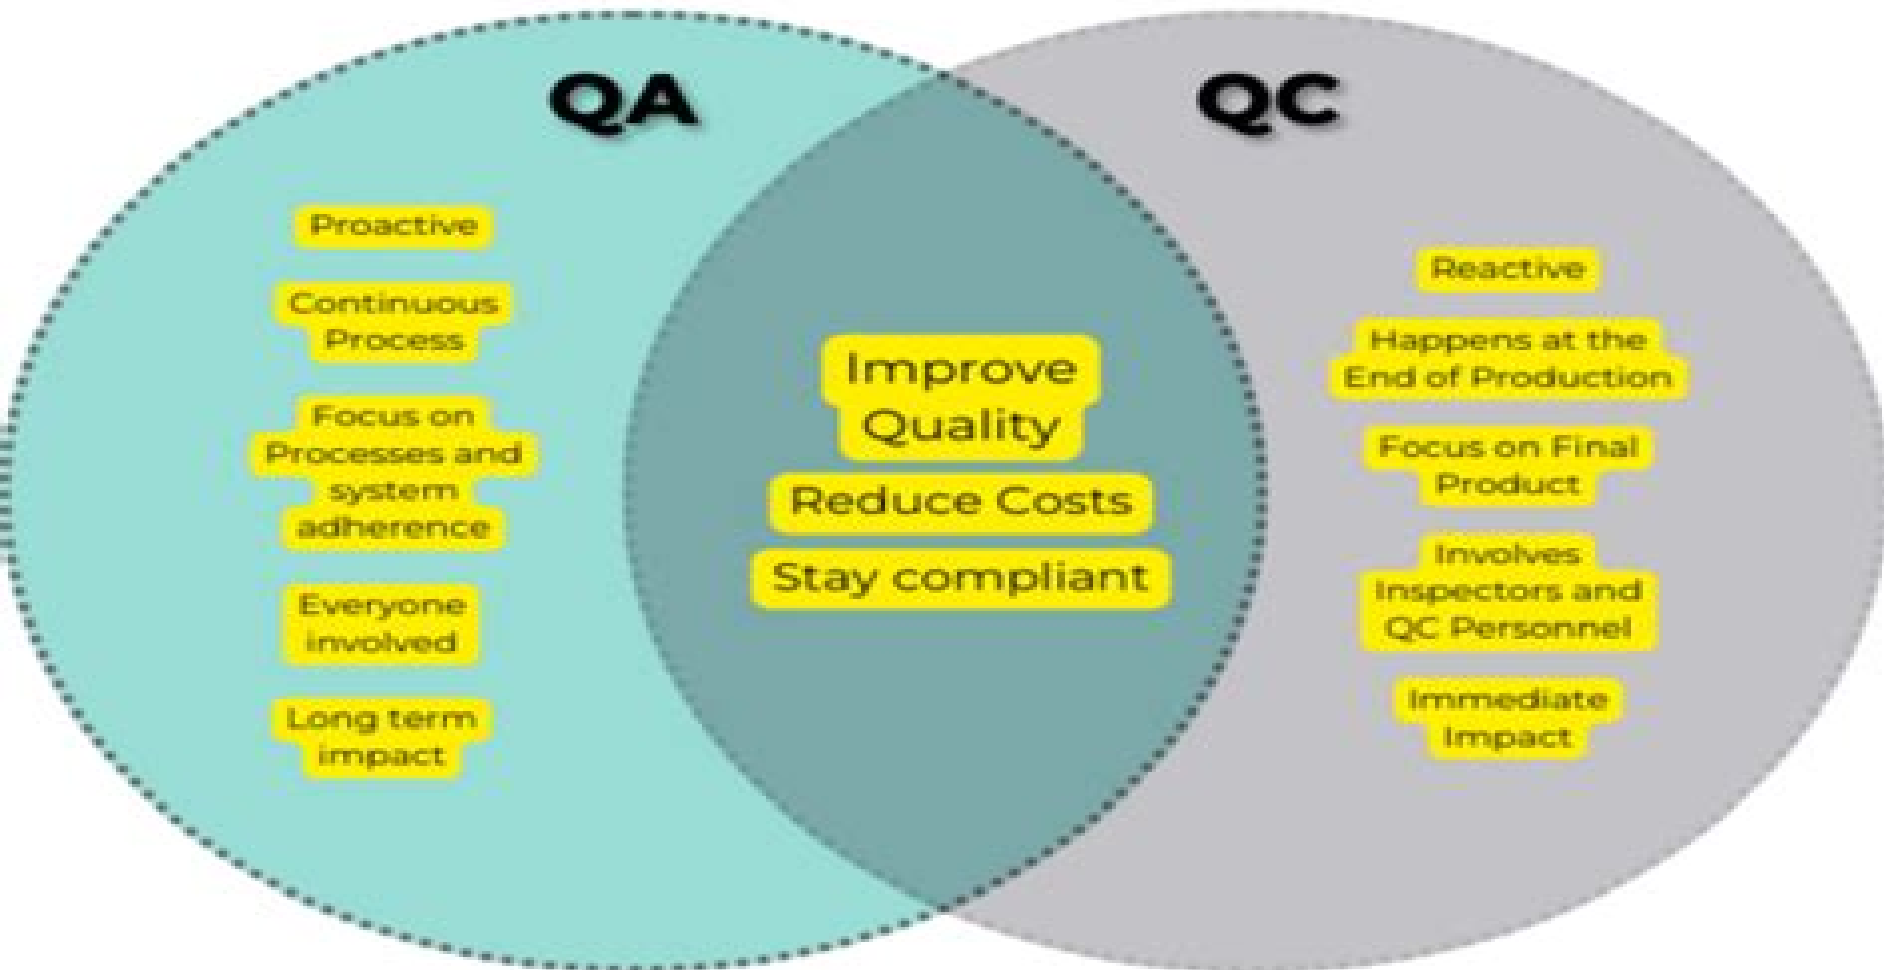 QA
Proactive
Continuous
Process
Focus on
Processes and
system
adherence
Everyone
involved
Long term
impact
Improve
Quality
Reduce Costs
Stay compliant
QC
Reactive
Happens at the
End of Production
Focus on Final
Product
Involves
Inspectors and
QC Personnel
Immediate
Impact